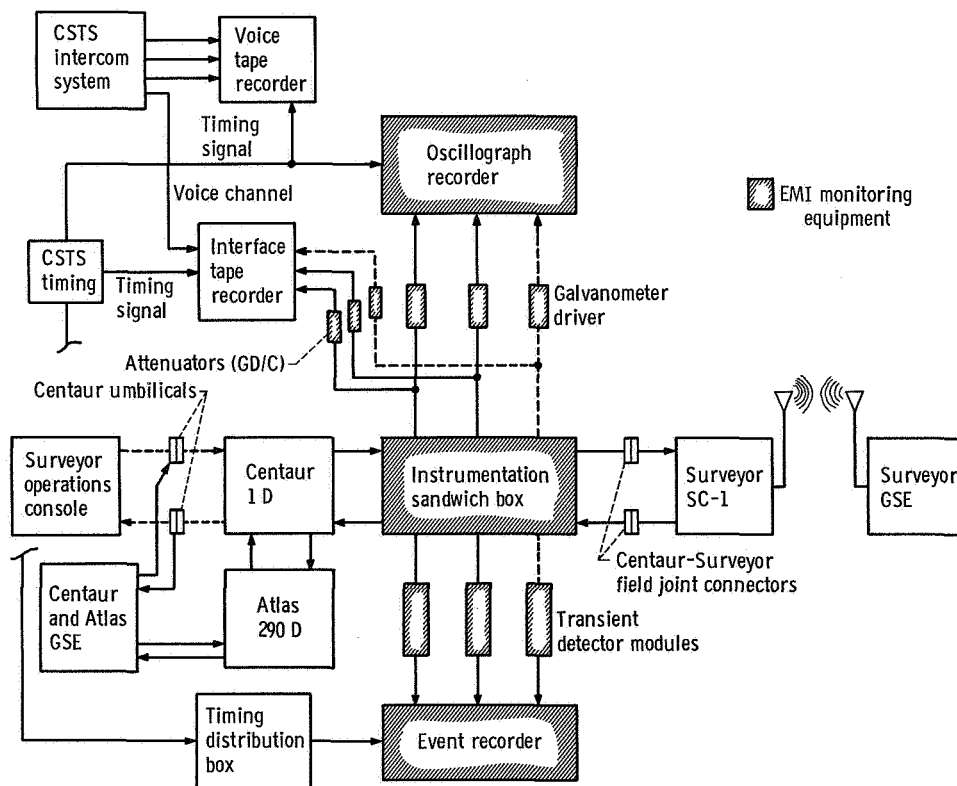 CSTS
intercom
system
Voice
tape
recorder
Timing
signal
Voice channel
Oscillograph
recorder
EMI monitoring
equipment
CSTS
timing
Timing
signal
Interface
tape
recorder
Galvanometer
driver
Attenuators (GD/C)
Centaur umbilicals
Surveyor
operations
console
Centaur
1 D
Instrumentation
sandwich box
Surveyor
SC-1
Surveyor
GSE
Centaur-Surveyor
field joint connectors
Centaur
and Atlas
GSE
Atlas
290 D
Transient
detector modules
Timing
distribution
box
Event recorder